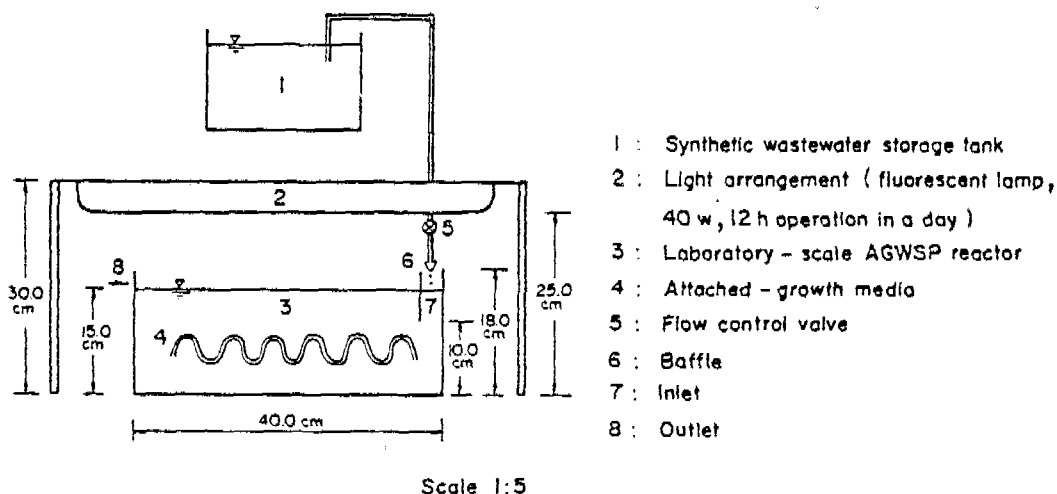 1
2
5
8
6
3
7
4
30.0
cm
15.0
cm
10.0
cm
18.0
cm
25.0
cm
40.0 cm
1 : Synthetic wastewater storage tank
2 : Light arrangement ( fluorescent lamp,
40 w, 12 h operation in a day )
3 : Laboratory - scale AGWSP reactor
4 : Attached - growth media
5 : Flow control valve
6 : Baffle
7 : Inlet
8 : Outlet
Scale 1:5